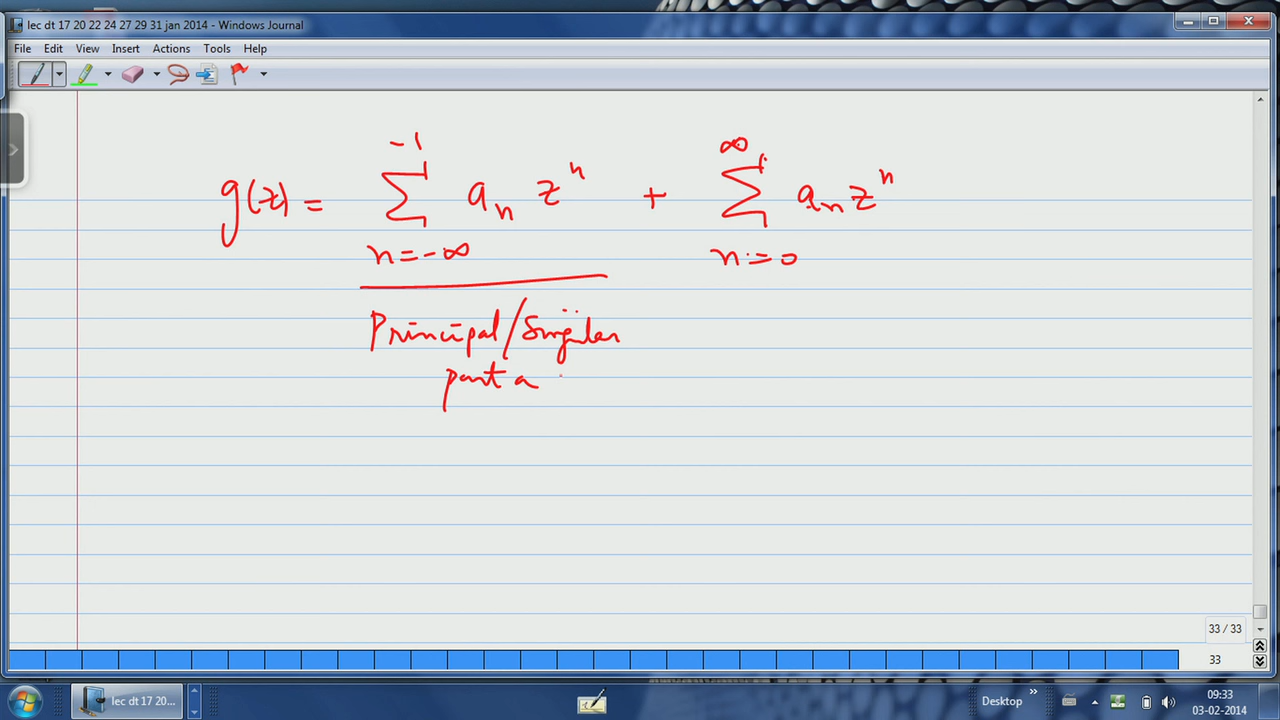 lec dt 17 20 22 24 27 29 31 jan 2014 - Windows Journal
File Edit View Insert Actions Tools Help
g(z) = ∑_{n=-∞}^{-1} a_n z^n + ∑_{n=0}^{∞} a_n z^n
Principal/Singular
part a
33 / 33
33
lec dt 17 20...
Desktop
09:33
03-02-2014